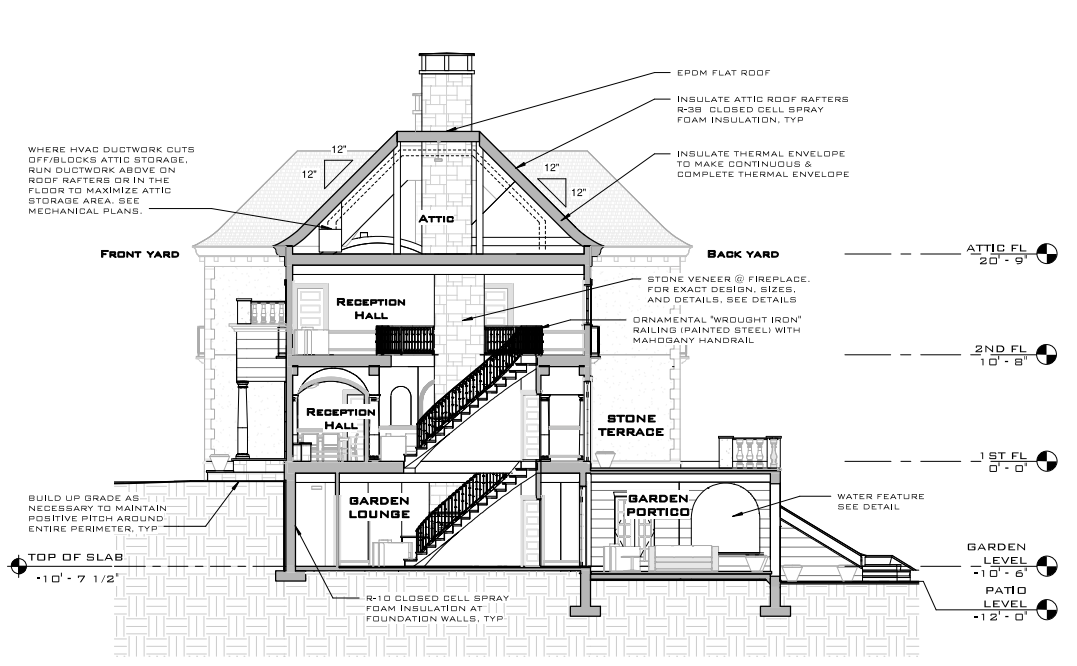 EPDM FLAT ROOF
INSULATE ATTIC ROOF RAFTERS
R-38 CLOSED CELL SPRAY
FOAM INSULATION, TYP
WHERE HVAC DUCTWORK CUTS
OFF/BLOCKS ATTIC STORAGE,
RUN DUCTWORK ABOVE ON
ROOF RAFTERS OR IN THE
FLOOR TO MAXIMIZE ATTIC
STORAGE AREA. SEE
MECHANICAL PLANS.
12"
12"
12"
12"
INSULATE THERMAL ENVELOPE
TO MAKE CONTINUOUS &
COMPLETE THERMAL ENVELOPE
ATTIC
FRONT YARD
BACK YARD
ATTIC FL
20' - 9"
STONE VENEER @ FIREPLACE.
FOR EXACT DESIGN, SIZES,
AND DETAILS, SEE DETAILS
RECEPTION
HALL
ORNAMENTAL "WROUGHT IRON"
RAILING (PAINTED STEEL) WITH
MAHOGANY HANDRAIL
2ND FL
10' - 8"
RECEPTION
HALL
STONE
TERRACE
1ST FL
0' - 0"
BUILD UP GRADE AS
NECESSARY TO MAINTAIN
POSITIVE PITCH AROUND
ENTIRE PERIMETER, TYP
GARDEN
LOUNGE
GARDEN
PORTICO
WATER FEATURE
SEE DETAIL
TOP OF SLAB
-10' - 7 1/2"
GARDEN
LEVEL
-10' - 6"
R-10 CLOSED CELL SPRAY
FOAM INSULATION AT
FOUNDATION WALLS, TYP
PATIO
LEVEL
-12' - 0"